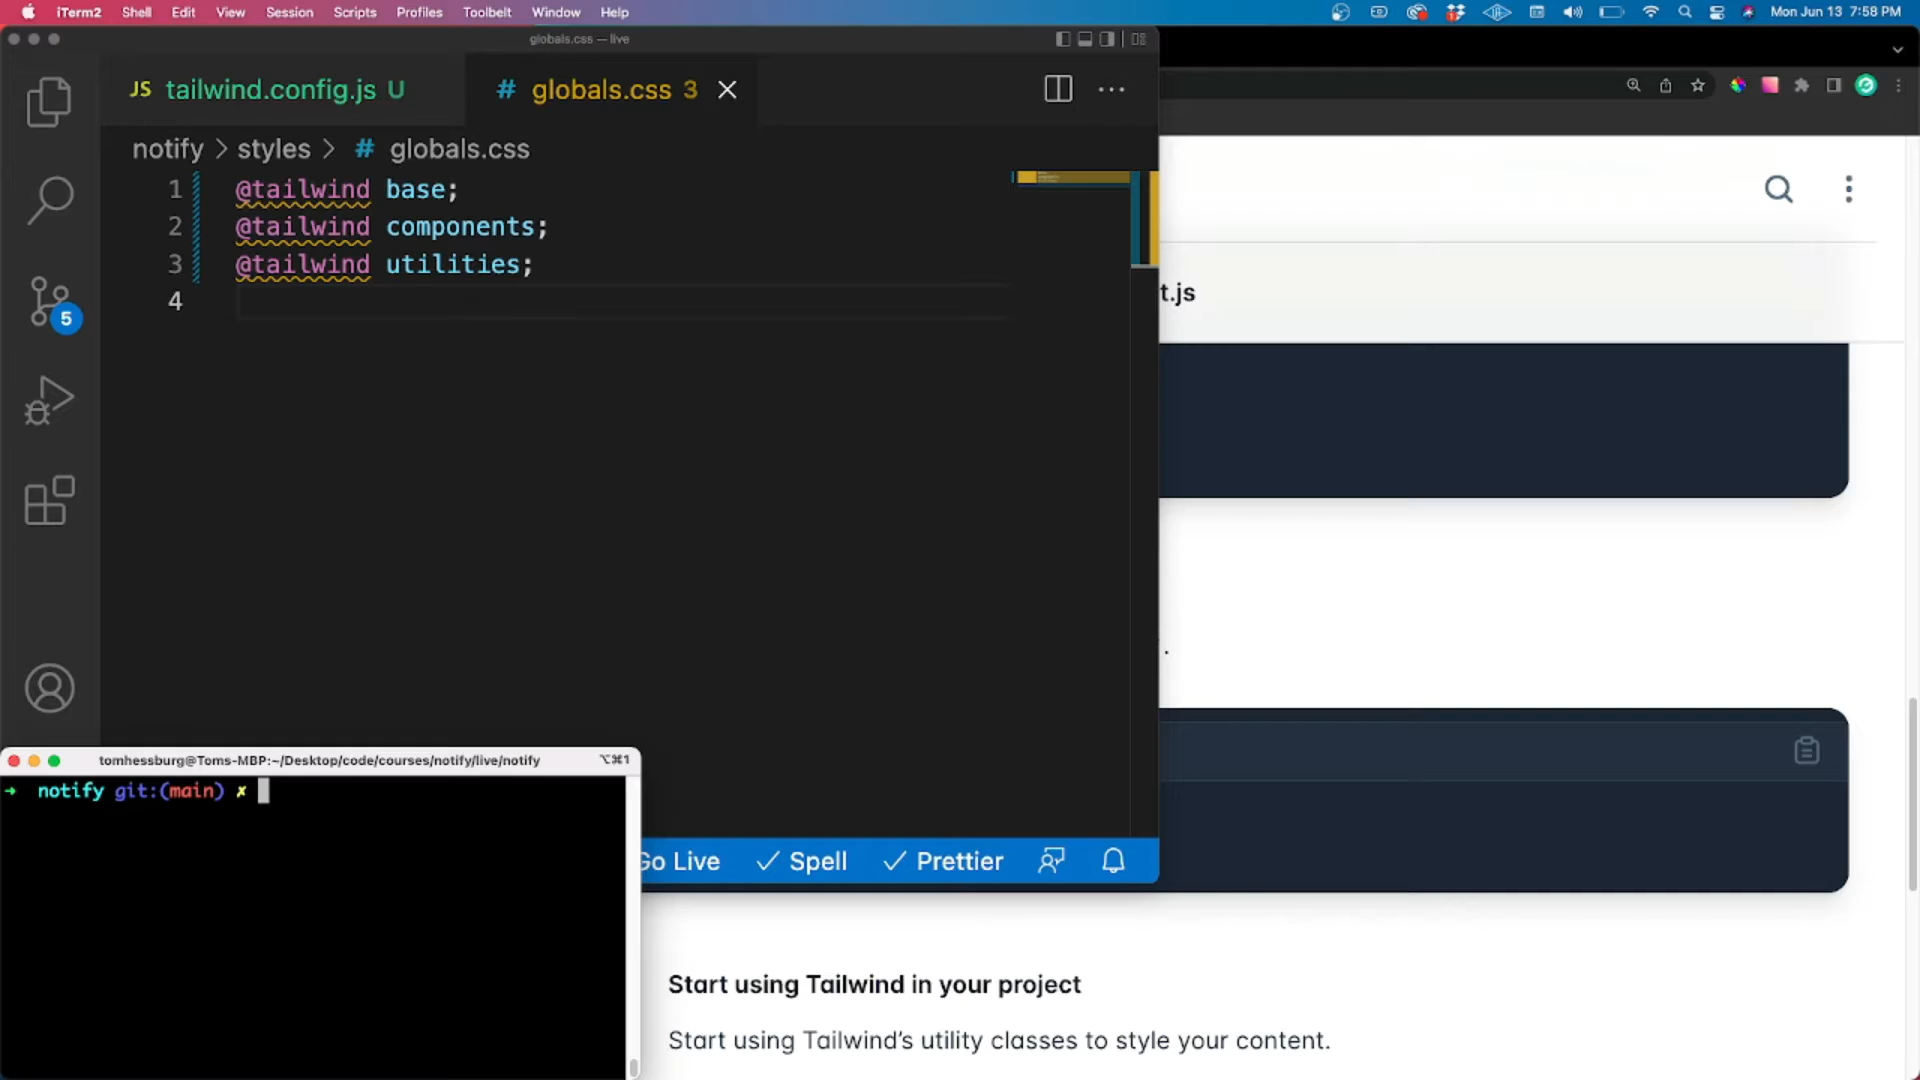 iTerm2 Shell Edit View Session Scripts Profiles Toolbelt Window Help Mon Jun 13 7:58 PM
globals.css — live
JS tailwind.config.js U # globals.css 3
notify > styles > # globals.css
1 @tailwind base;
2 @tailwind components;
3 @tailwind utilities;
4
5
t.js
.
tomhessburg@Toms-MBP:~/Desktop/code/courses/notify/live/notify ⌥⌘1
➜ notify git:(main) ✗
Go Live ✓ Spell ✓ Prettier
Start using Tailwind in your project
Start using Tailwind’s utility classes to style your content.